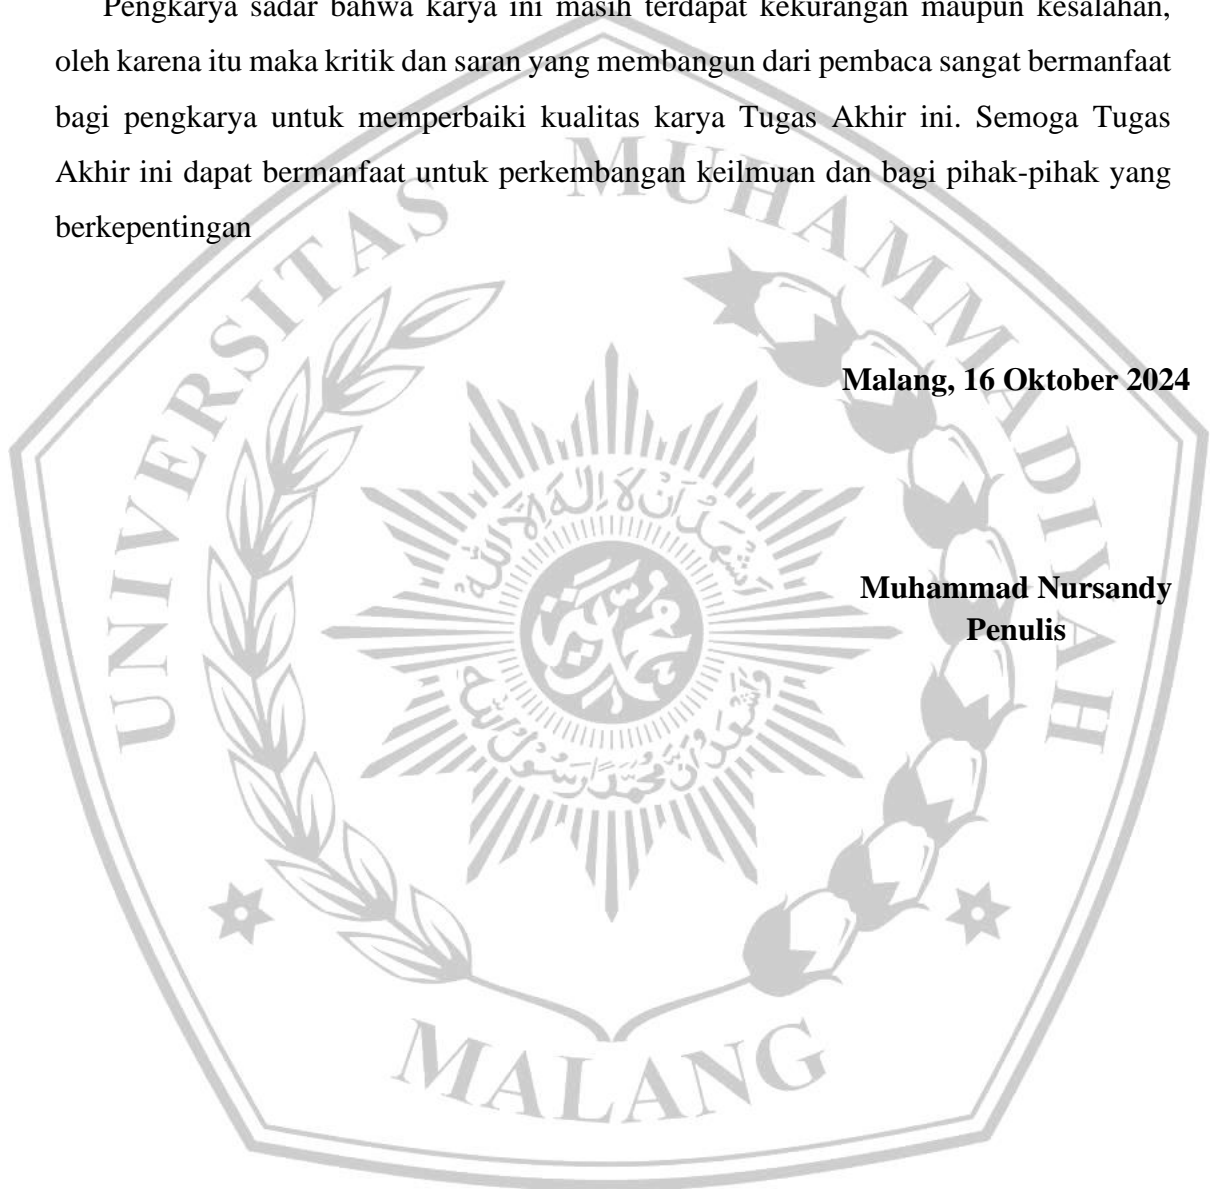 Pengkarya sadar bahwa karya ini masih terdapat kekurangan maupun kesalahan,
oleh karena itu maka kritik dan saran yang membangun dari pembaca sangat bermanfaat
bagi pengkarya untuk memperbaiki kualitas karya Tugas Akhir ini. Semoga Tugas
Akhir ini dapat bermanfaat untuk perkembangan keilmuan dan bagi pihak-pihak yang
berkepentingan
Malang, 16 Oktober 2024
Muhammad Nursandy
Penulis
UNIVERSITAS MUHAMMADIYAH
MALANG